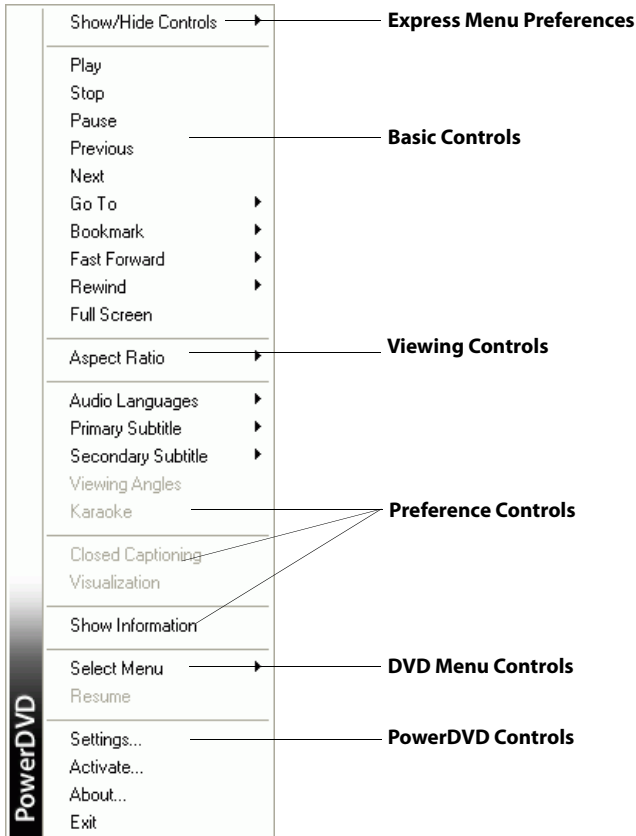 Show/Hide Controls
Express Menu Preferences
Play
Stop
Pause
Basic Controls
Previous
Next
Go To
Bookmark
Fast Forward
Rewind
Full Screen
Aspect Ratio
Viewing Controls
Audio Languages
Primary Subtitle
Secondary Subtitle
Viewing Angles
Karaoke
Preference Controls
Closed Captioning
Visualization
Show Information
Select Menu
DVD Menu Controls
Resume
Settings...
PowerDVD Controls
Activate...
About...
Exit
PowerDVD